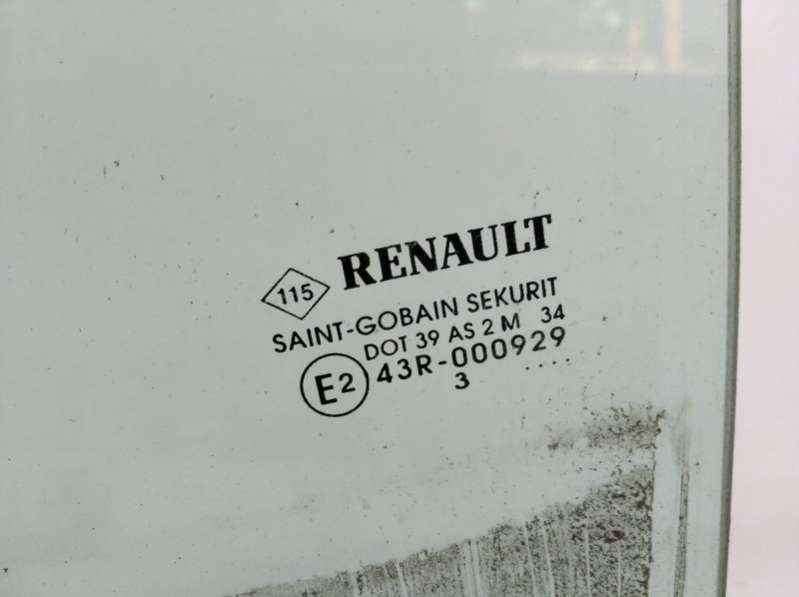 115 RENAULT
SAINT-GOBAIN SEKURIT
DOT 39 AS 2 M 34
E2 43R-000929
3 ....